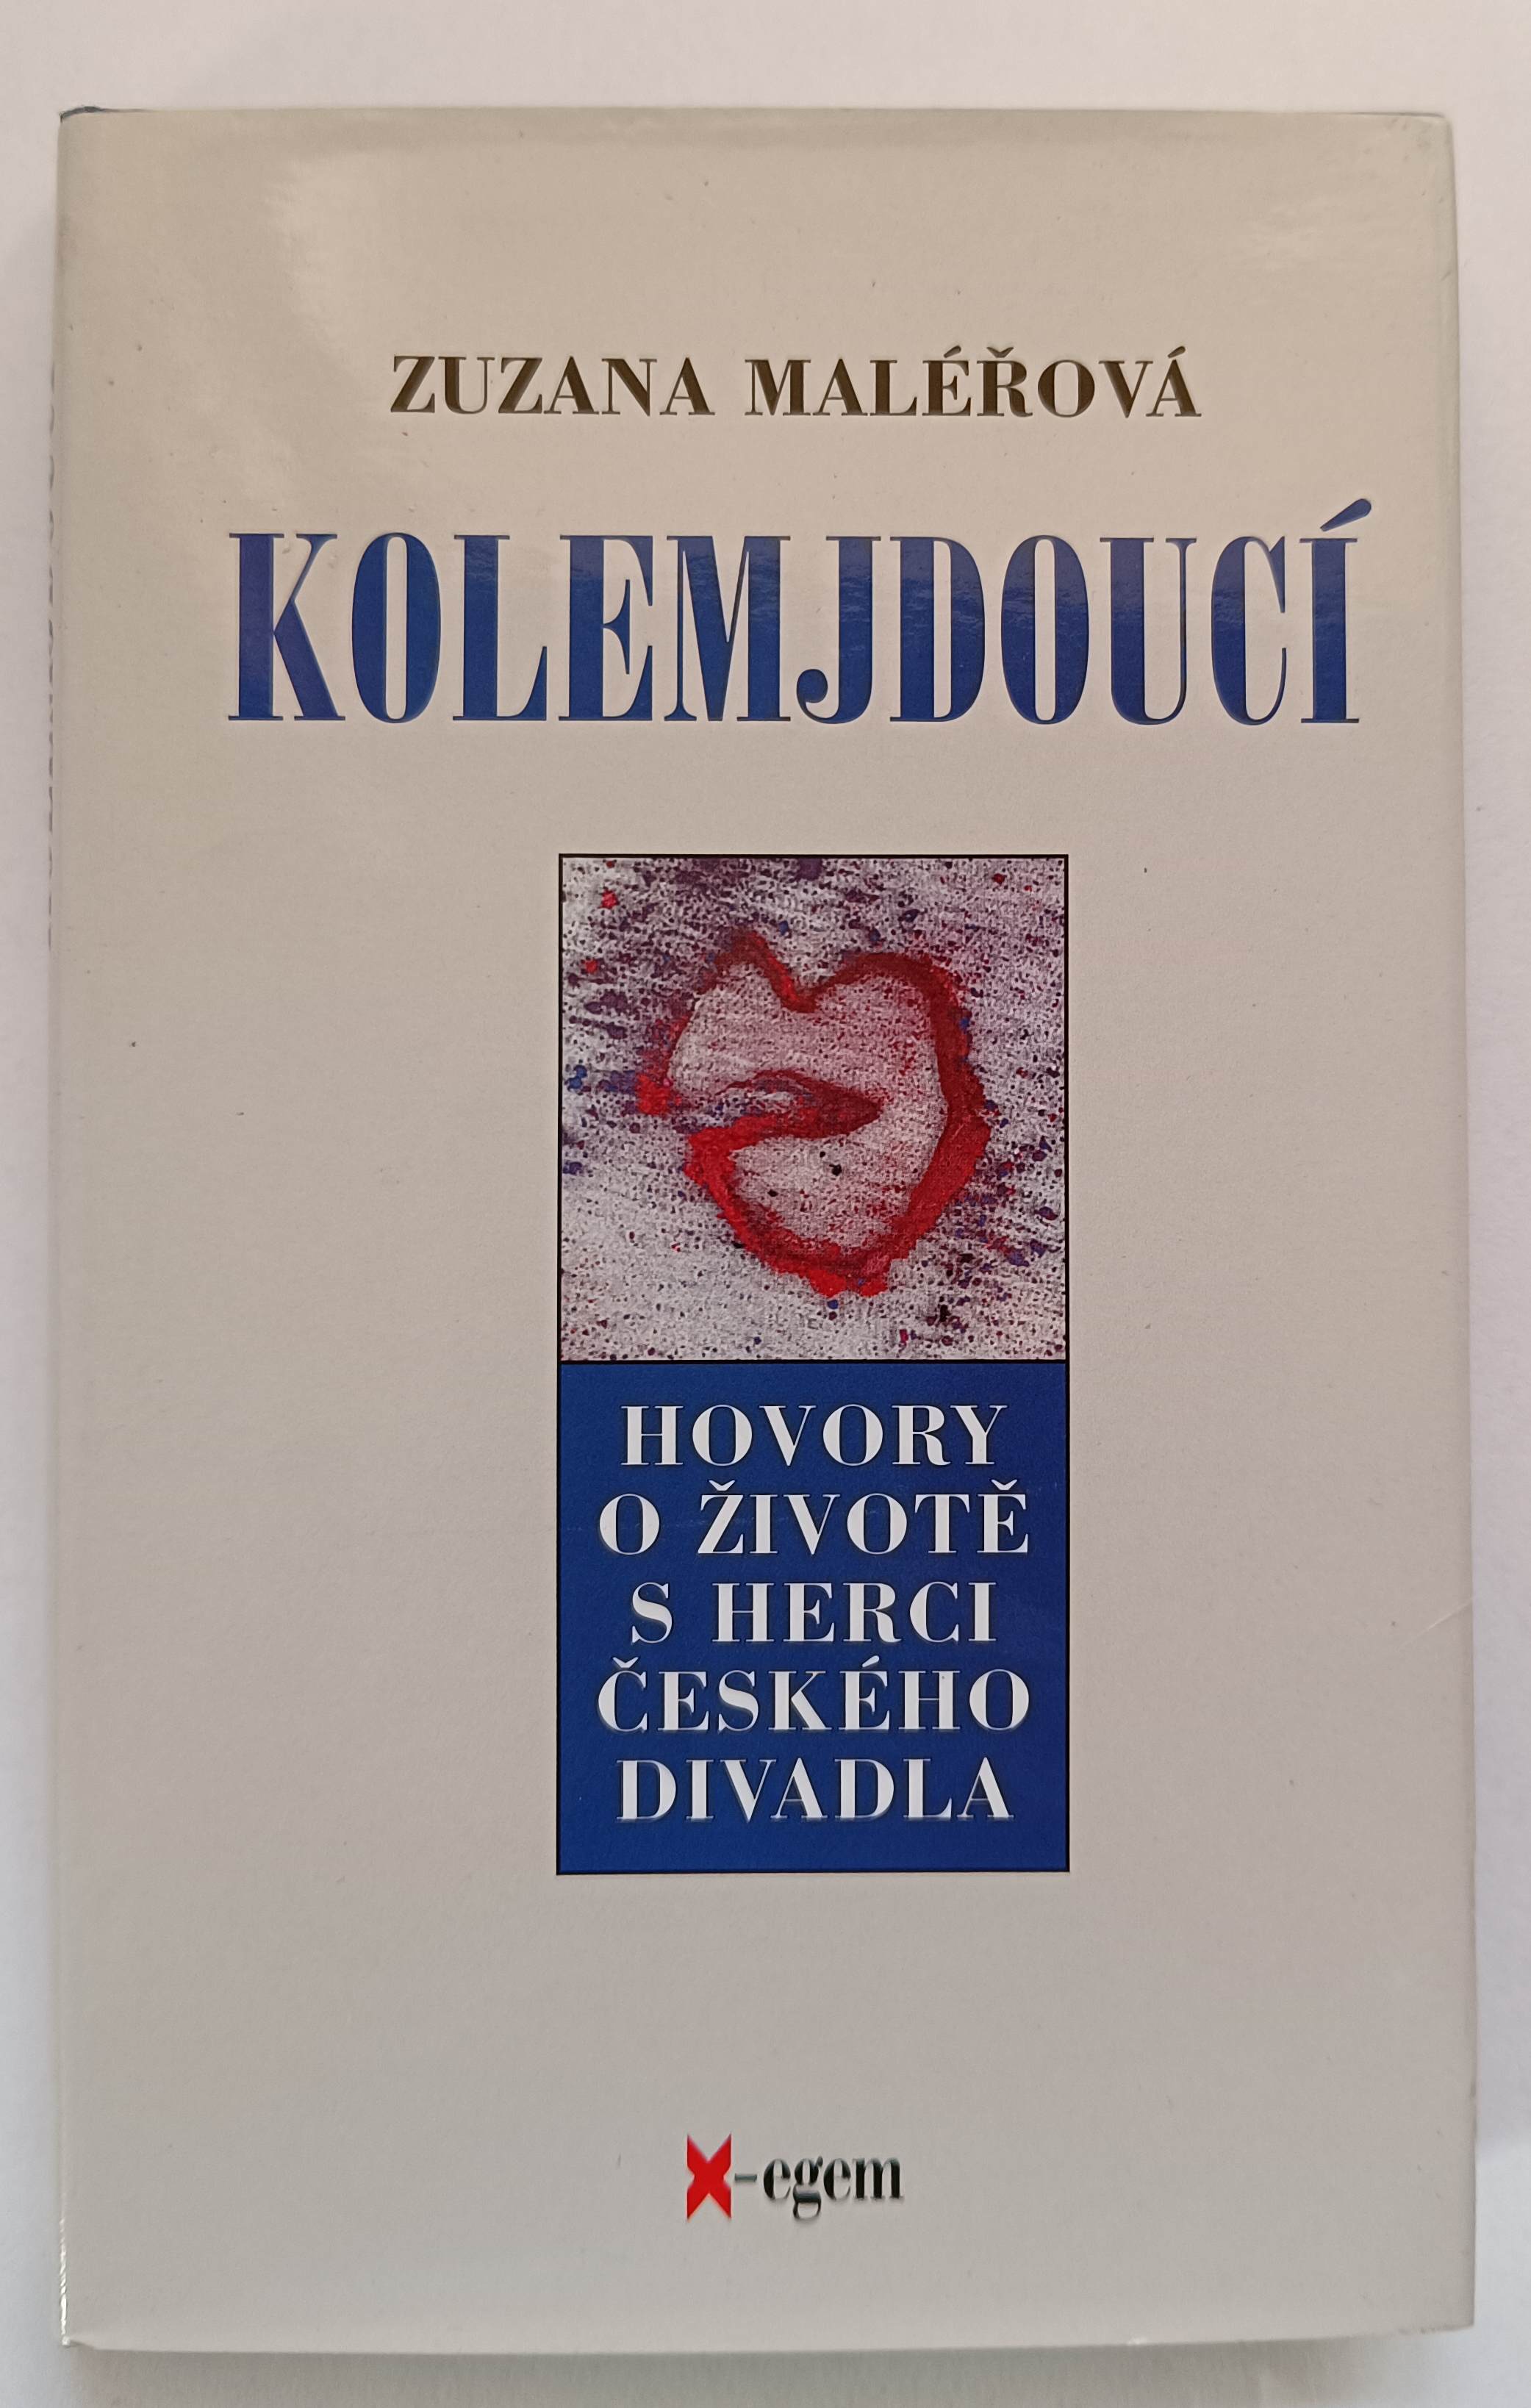 ZUZANA MALÉŘOVÁ
KOLEMJDOUCÍ
HOVORY
O ŽIVOTĚ
S HERCI
ČESKÉHO
DIVADLA
X-egem